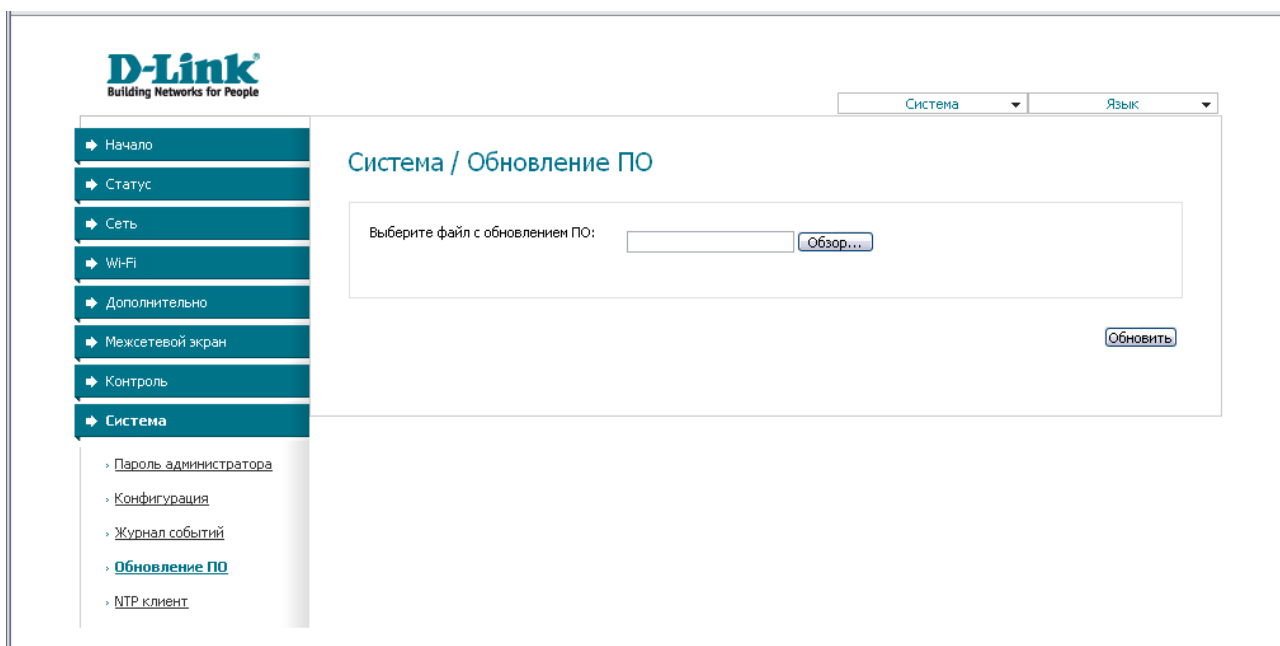 D-Link
Building Networks for People
Система
Язык
Начало
Статус
Сеть
Wi-Fi
Дополнительно
Межсетевой экран
Контроль
Система
Пароль администратора
Конфигурация
Журнал событий
Обновление ПО
NTP клиент
Система / Обновление ПО
Выберите файл с обновлением ПО:
Обзор...
Обновить